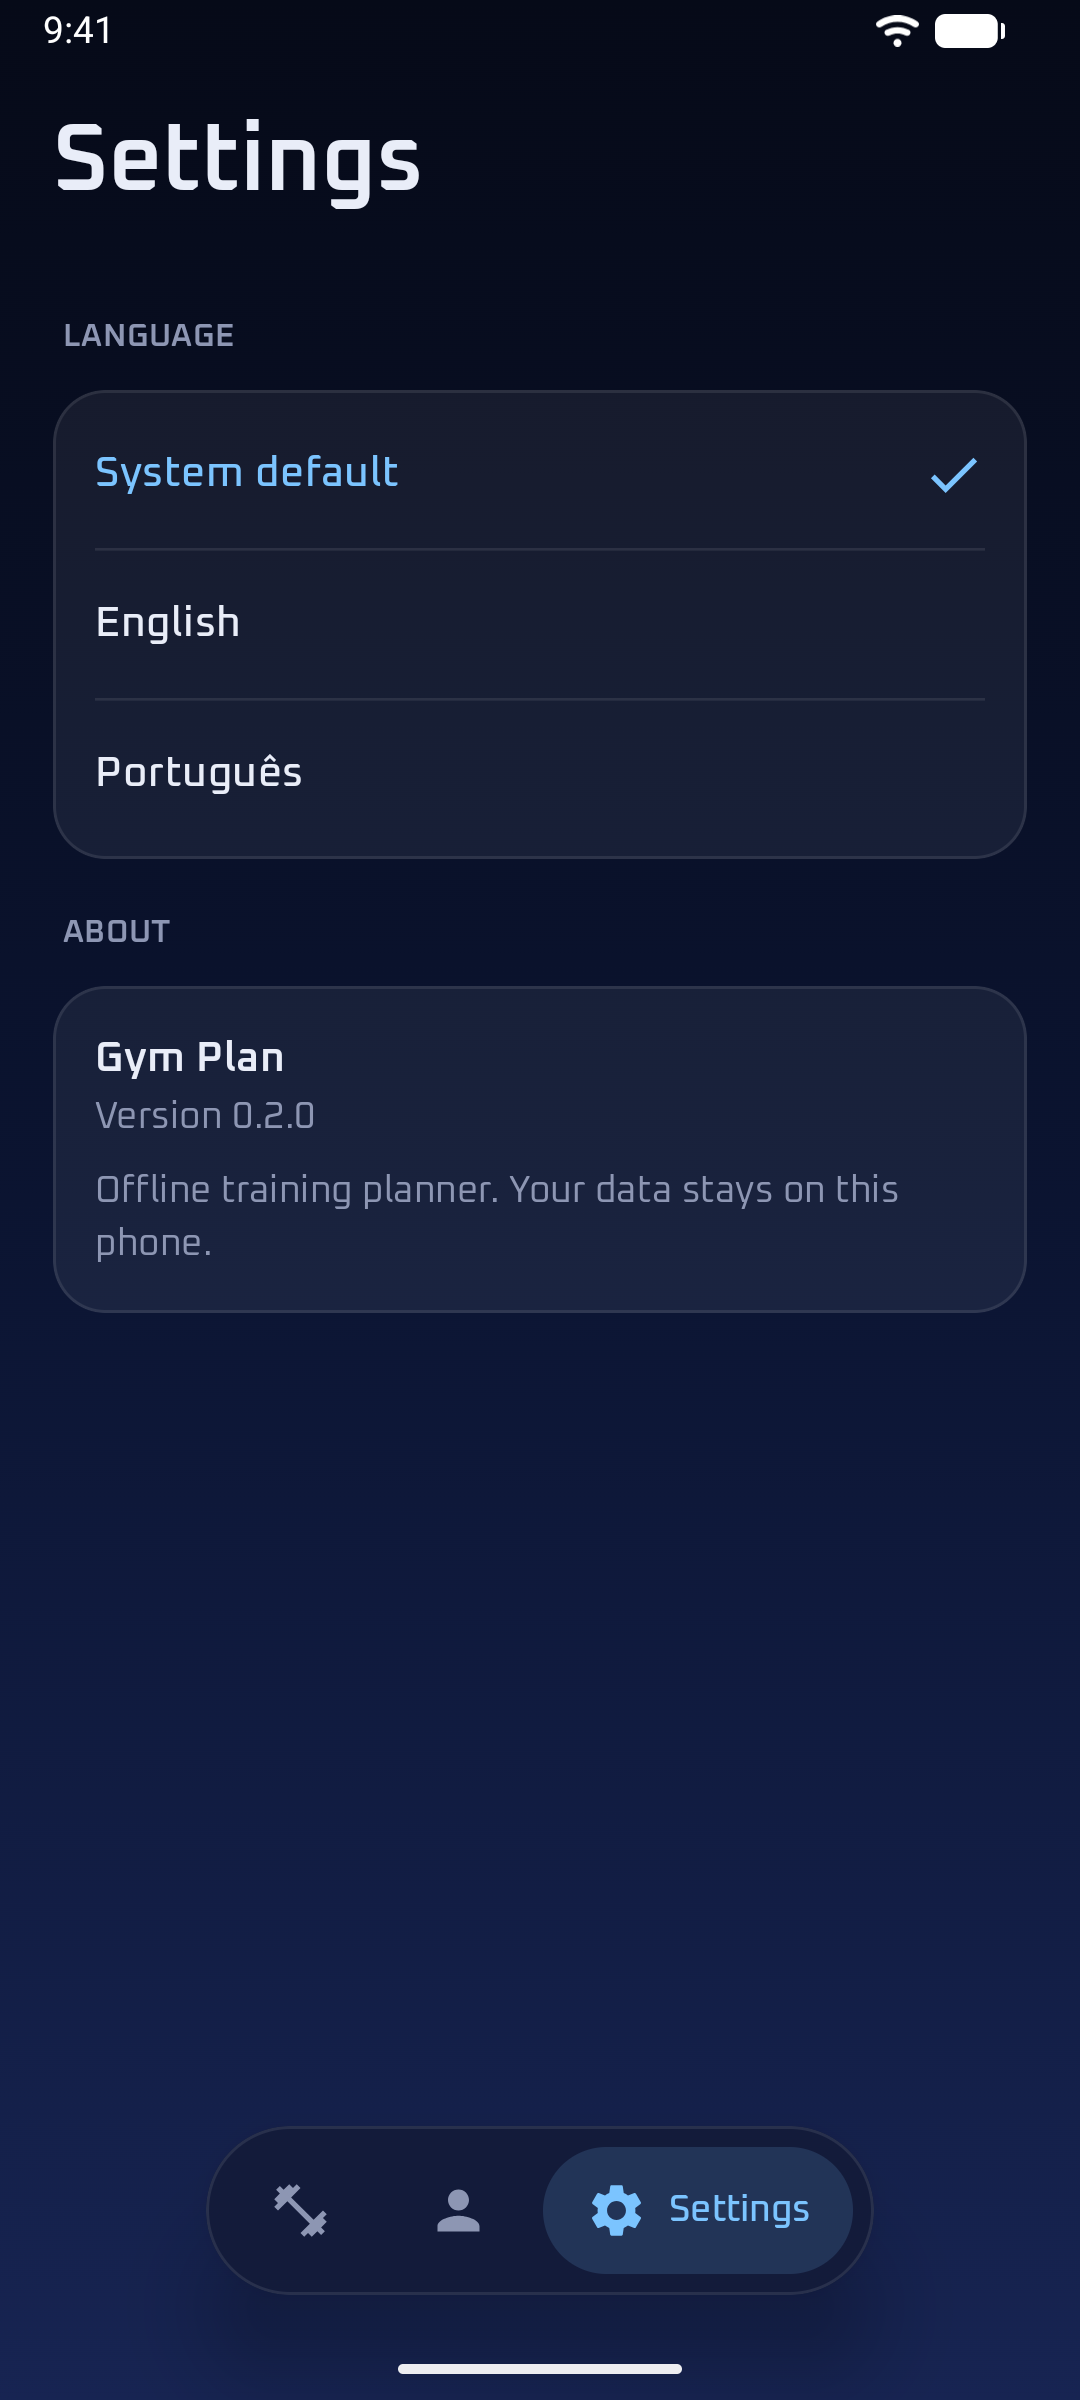 9:41
Settings
LANGUAGE
System default
English
Português
ABOUT
Gym Plan
Version 0.2.0
Offline training planner. Your data stays on this
phone.
Settings